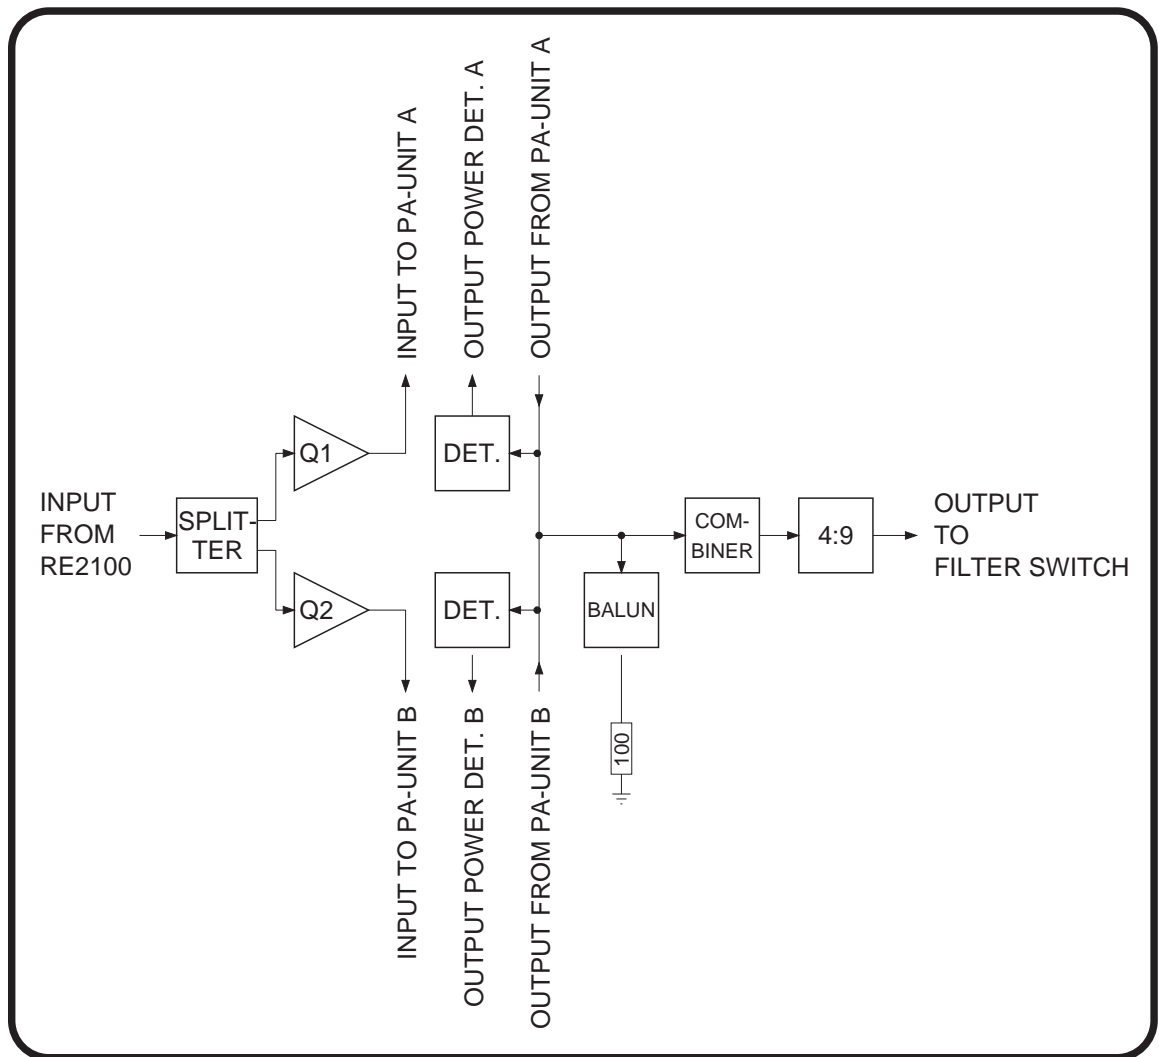 INPUT TO PA-UNIT A
OUTPUT POWER DET. A
OUTPUT FROM PA-UNIT A
INPUT
FROM
RE2100
SPLIT-
TER
Q1
Q2
DET.
DET.
BALUN
100
COM-
BINER
4:9
OUTPUT
TO
FILTER SWITCH
INPUT TO PA-UNIT B
OUTPUT POWER DET. B
OUTPUT FROM PA-UNIT B